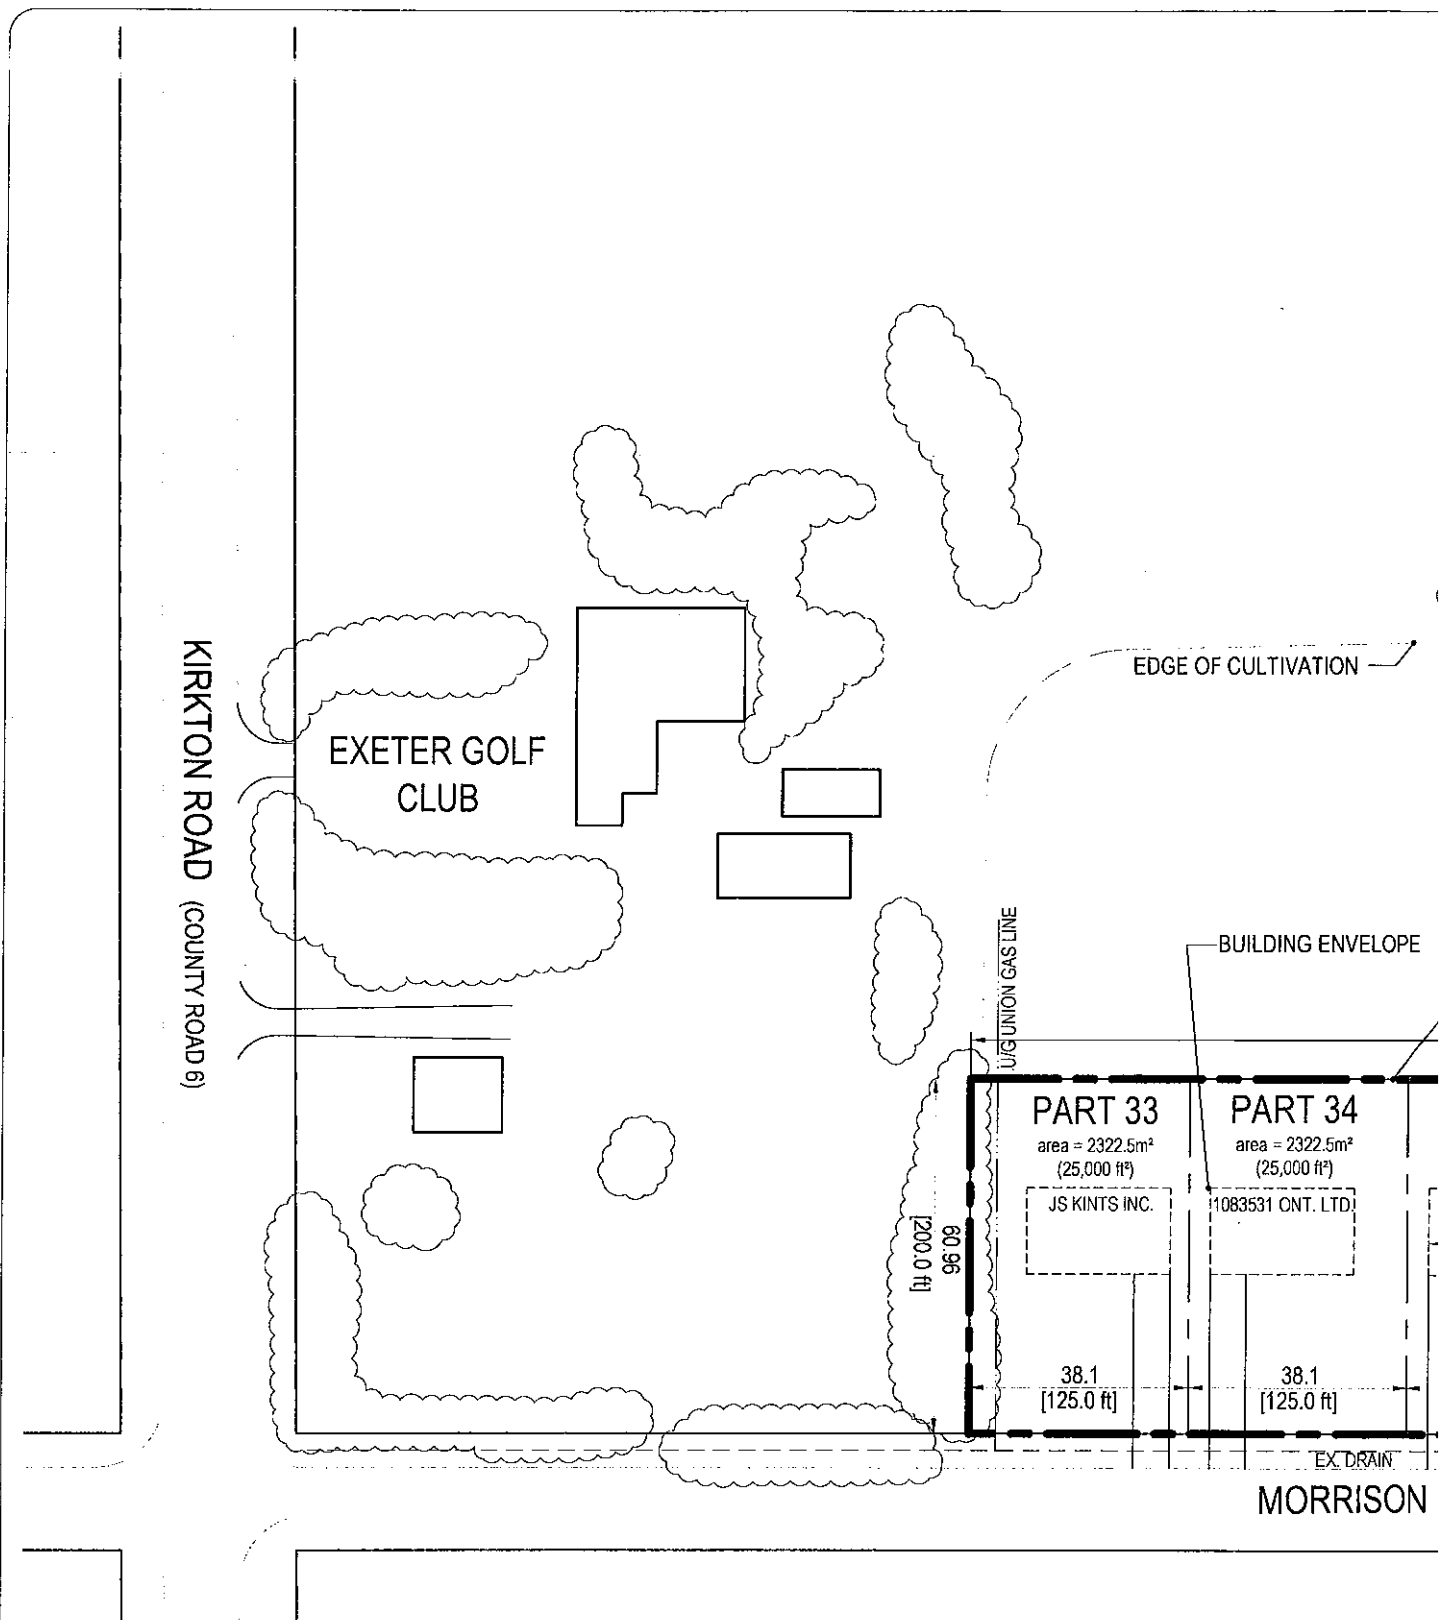 EDGE OF CULTIVATION
KIRKTON ROAD (COUNTY ROAD 6)
EXETER GOLF
CLUB
U/G UNION GAS LINE
BUILDING ENVELOPE
PART 33
area = 2322.5m²
(25,000 ft²)
JS KINTS INC.
PART 34
area = 2322.5m²
(25,000 ft²)
1083531 ONT. LTD.
60.96
[200.0 ft]
38.1
[125.0 ft]
38.1
[125.0 ft]
EX. DRAIN
MORRISON